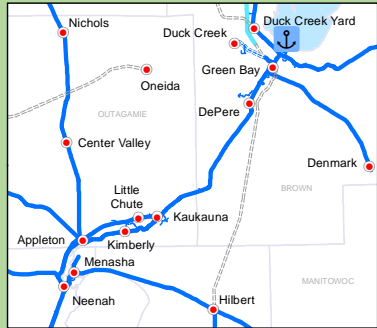 Nichols
Duck Creek Yard
Duck Creek
Green Bay
Oneida
OUTAGAMIE
DePere
Center Valley
Denmark
Little
Chute
BROWN
Kaukauna
Appleton
Kimberly
Menasha
MANITOWOC
Neenah
Hilbert